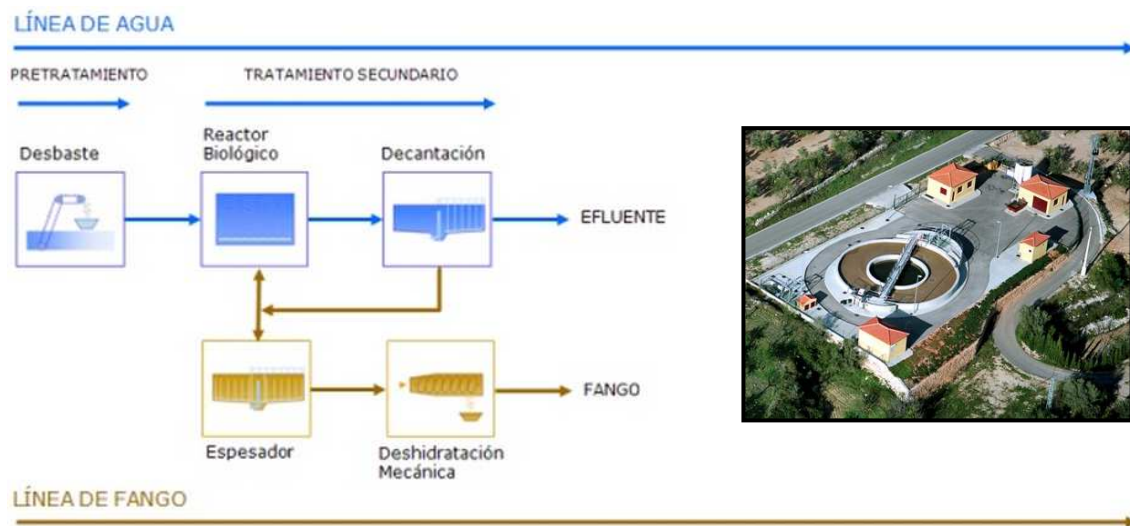 LÍNEA DE AGUA
PRETRATAMIENTO
TRATAMIENTO SECUNDARIO
Desbaste
Reactor
Biológico
Decantación
EFLUENTE
FANGO
Espesador
Deshidratación
Mecánica
LÍNEA DE FANGO